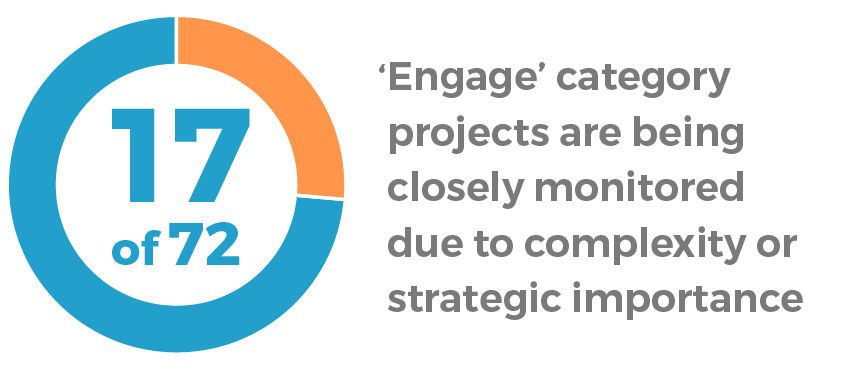 17
of 72
‘Engage’ category
projects are being
closely monitored
due to complexity or
strategic importance